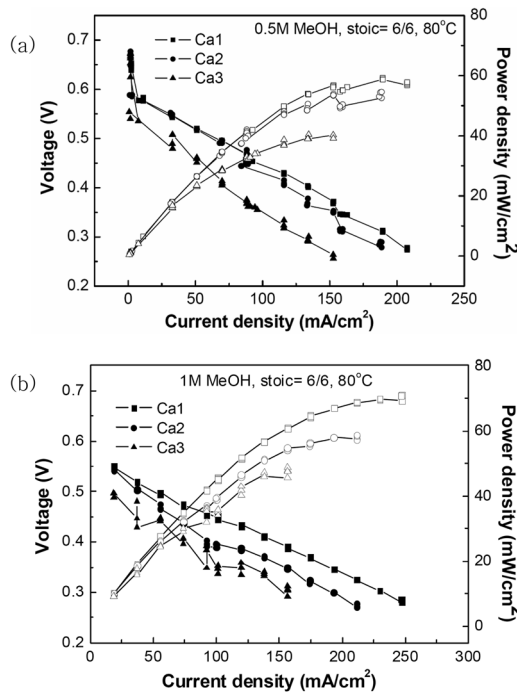 (a)
0.5M MeOH, stoic= 6/6, 80°C
Ca1
Ca2
Ca3
Voltage (V)
0.7
0.6
0.5
0.4
0.3
0.2
Power density (mW/cm²)
80
60
40
20
0
0 50 100 150 200 250
Current density (mA/cm²)
(b)
1M MeOH, stoic= 6/6, 80°C
Ca1
Ca2
Ca3
Voltage (V)
0.7
0.6
0.5
0.4
0.3
0.2
Power density (mW/cm²)
80
60
40
20
0
0 50 100 150 200 250 300
Current density (mA/cm²)